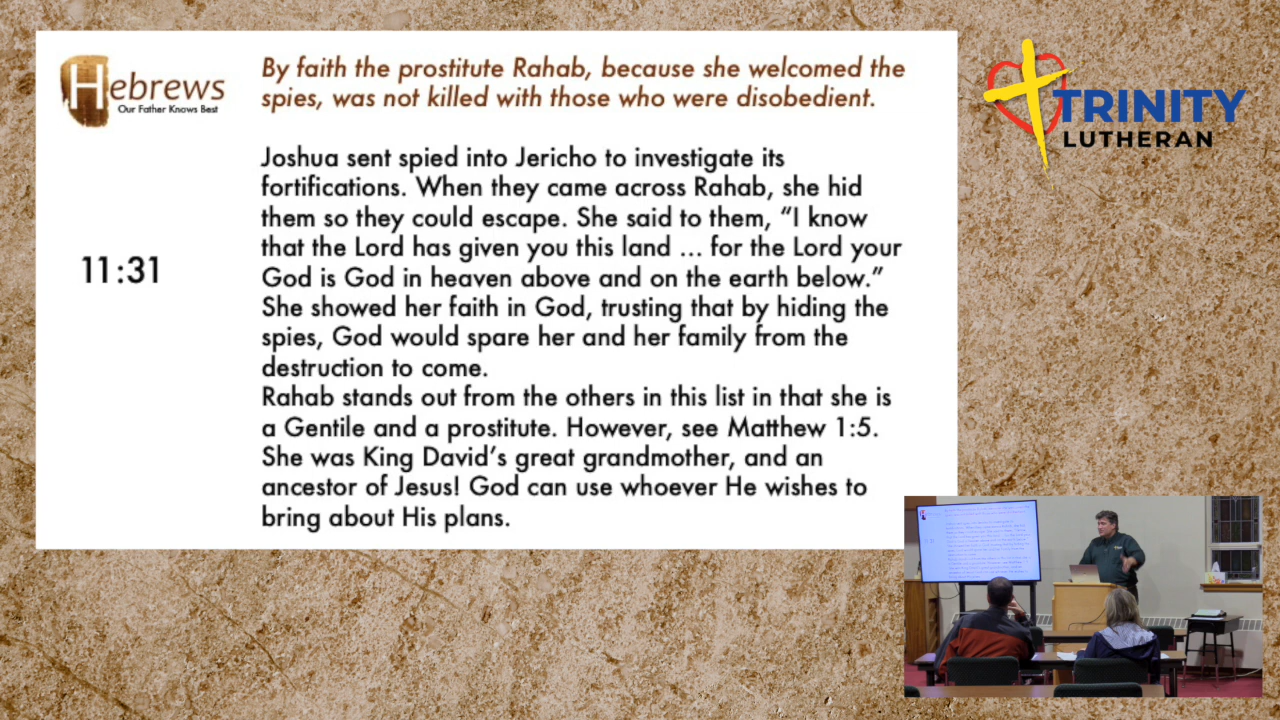 Hebrews
Our Father Knows Best
11:31
By faith the prostitute Rahab, because she welcomed the
spies, was not killed with those who were disobedient.
Joshua sent spied into Jericho to investigate its
fortifications. When they came across Rahab, she hid
them so they could escape. She said to them, “I know
that the Lord has given you this land ... for the Lord your
God is God in heaven above and on the earth below.”
She showed her faith in God, trusting that by hiding the
spies, God would spare her and her family from the
destruction to come.
Rahab stands out from the others in this list in that she is
a Gentile and a prostitute. However, see Matthew 1:5.
She was King David’s great grandmother, and an
ancestor of Jesus! God can use whoever He wishes to
bring about His plans.
TRINITY
LUTHERAN